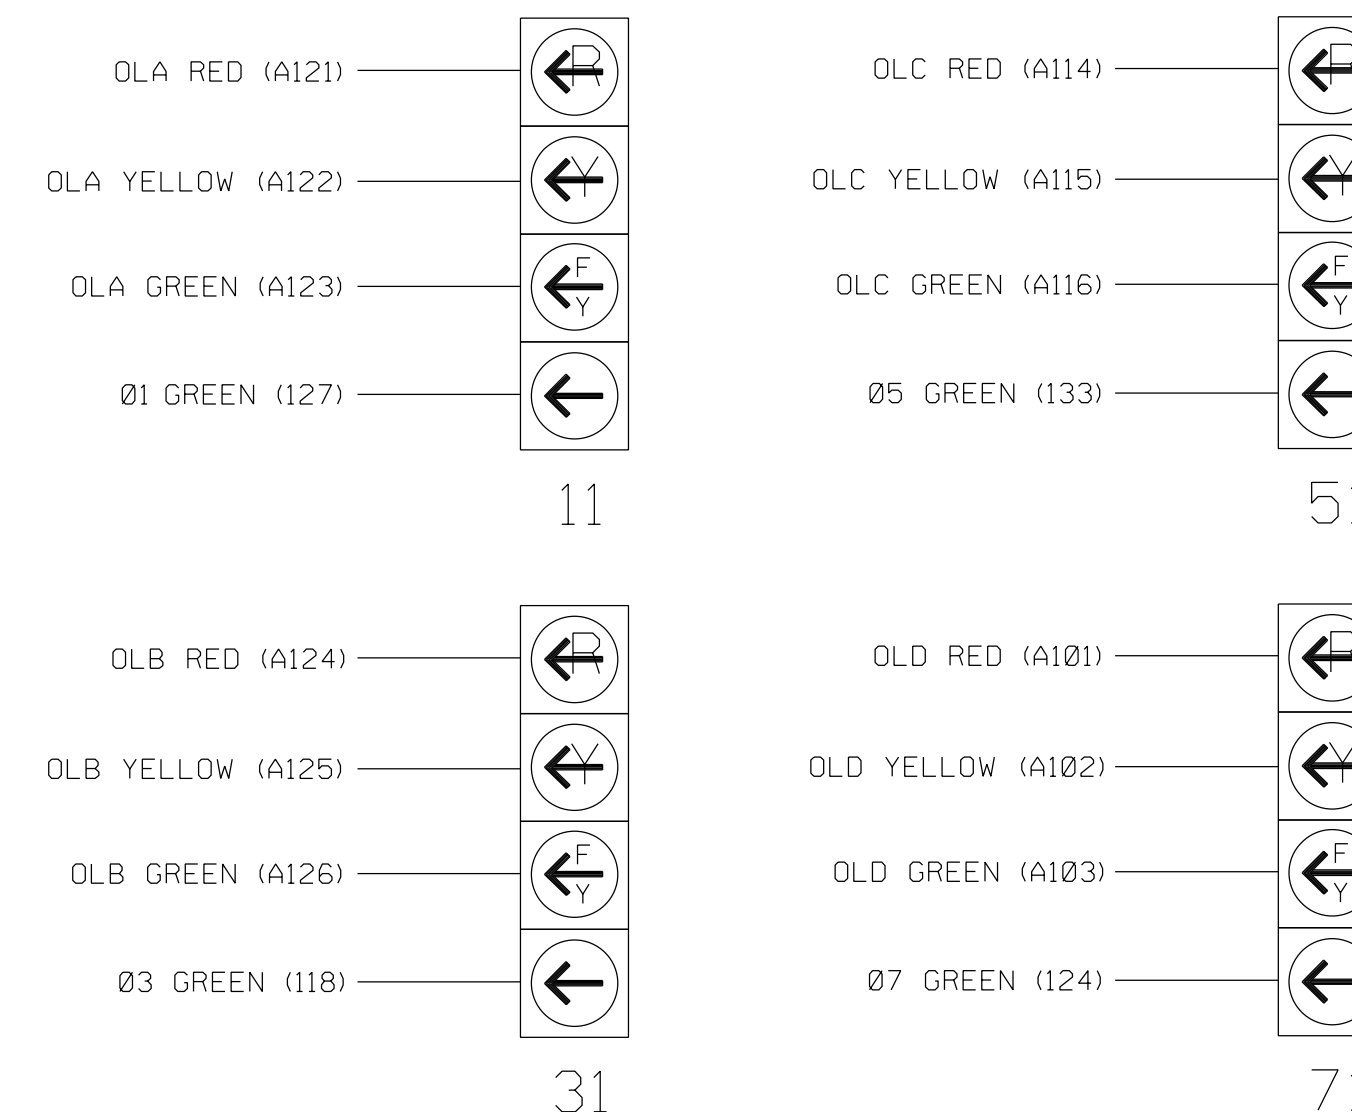 OLA RED (A121)
R
OLA YELLOW (A122)
Y
OLA GREEN (A123)
F
Y
Ø1 GREEN (127)
11
OLC RED (A114)
R
OLC YELLOW (A115)
Y
OLC GREEN (A116)
F
Y
Ø5 GREEN (133)
OLB RED (A124)
R
OLB YELLOW (A125)
Y
OLB GREEN (A126)
F
Y
Ø3 GREEN (118)
31
OLD RED (A1Ø1)
R
OLD YELLOW (A1Ø2)
Y
OLD GREEN (A1Ø3)
F
Y
Ø7 GREEN (124)